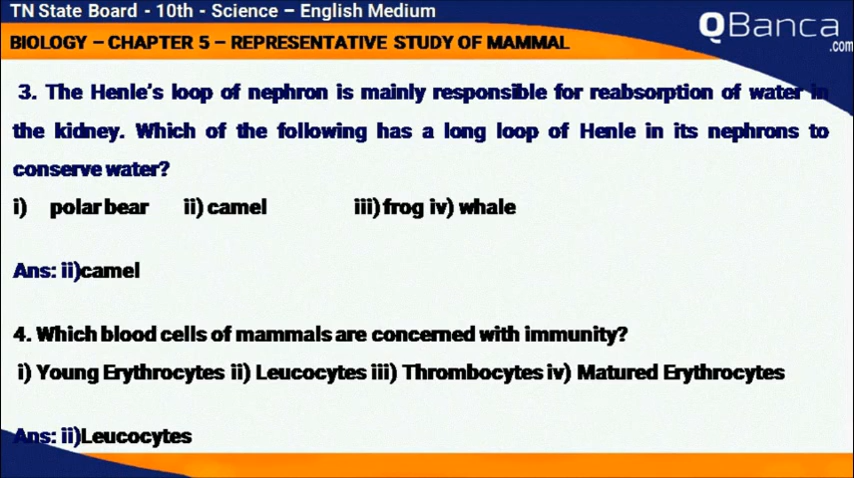 TN State Board - 10th - Science – English Medium
BIOLOGY – CHAPTER 5 – REPRESENTATIVE STUDY OF MAMMAL
QBanca
.com
3. The Henle's loop of nephron is mainly responsible for reabsorption of water in
the kidney. Which of the following has a long loop of Henle in its nephrons to
conserve water?
i) polar bear ii) camel iii) frog iv) whale
Ans: ii)camel
4. Which blood cells of mammals are concerned with immunity?
i) Young Erythrocytes ii) Leucocytes iii) Thrombocytes iv) Matured Erythrocytes
Ans: ii)Leucocytes